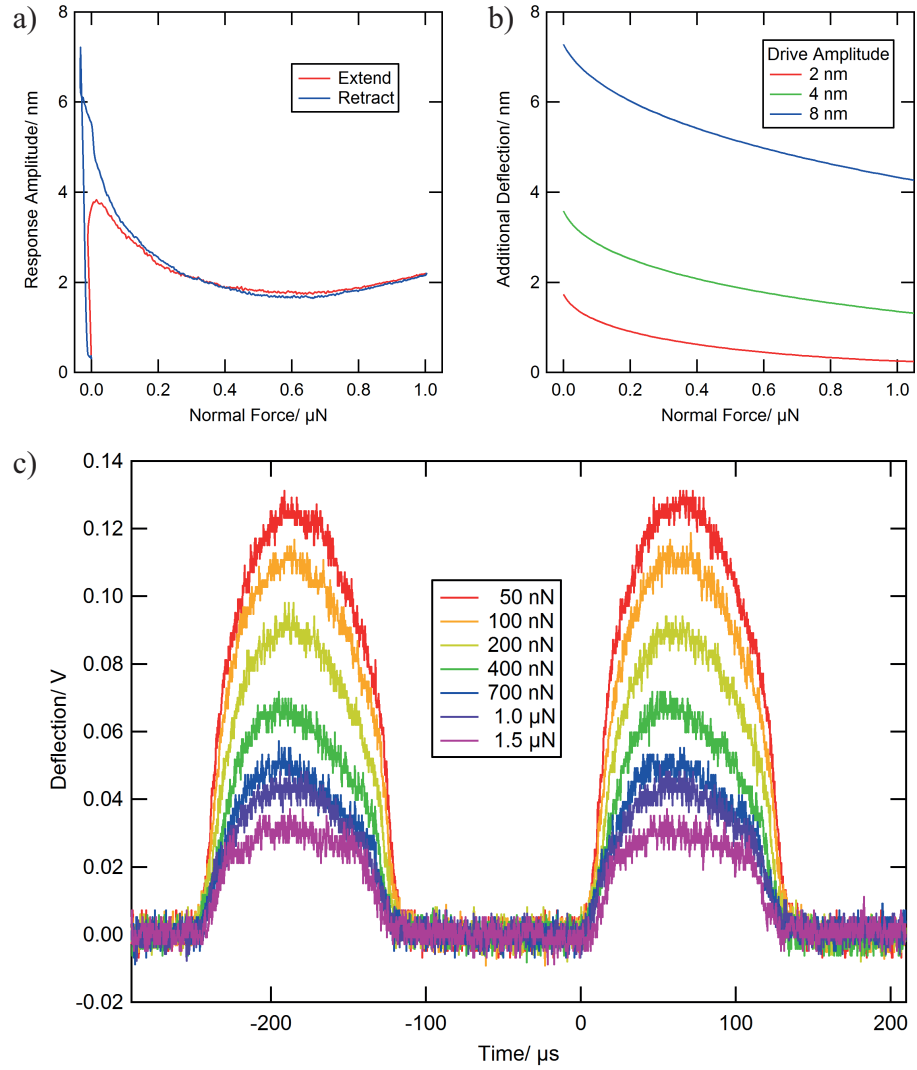 a)
8
6
4
2
0
Response Amplitude/ nm
Extend
Retract
0.0 0.2 0.4 0.6 0.8 1.0
Normal Force/ µN
b)
8
6
4
2
0
Additional Deflection/ nm
Drive Amplitude
2 nm
4 nm
8 nm
0.0 0.2 0.4 0.6 0.8 1.0
Normal Force/ µN
c)
0.14
0.12
0.10
0.08
0.06
0.04
0.02
0.00
-0.02
Deflection/ V
50 nN
100 nN
200 nN
400 nN
700 nN
1.0 µN
1.5 µN
-200 -100 0 100 200
Time/ µs